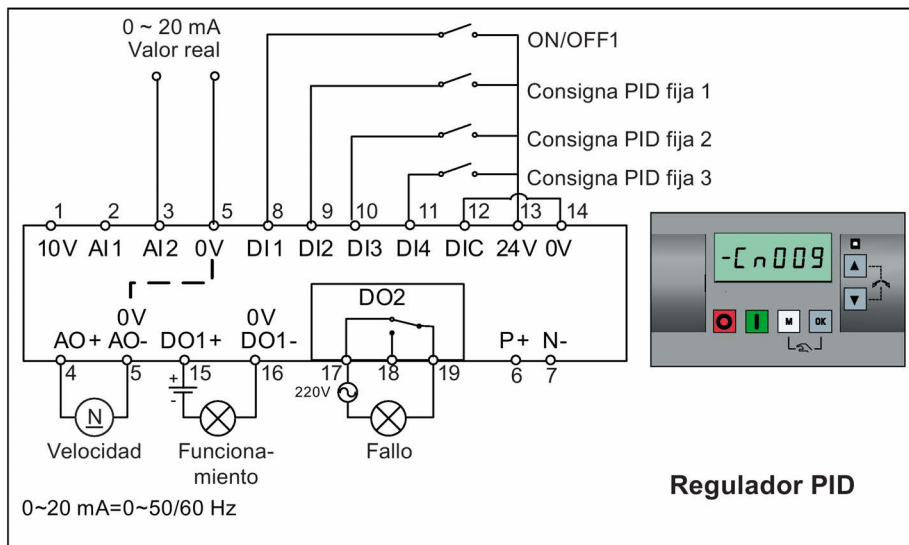 0 ~ 20 mA
Valor real
ON/OFF1
Consigna PID fija 1
Consigna PID fija 2
Consigna PID fija 3
1 2 3 5 8 9 10 11 12 13 14
10V AI1 AI2 0V DI1 DI2 DI3 DI4 DIC 24V 0V
-Cn009
M OK
DO2
0V 0V
AO+ AO- DO1+ DO1- P+ N-
4 5 15 16 17 18 19 6 7
+
-
220V
N
Velocidad
Funciona-
miento
Fallo
Regulador PID
0~20 mA=0~50/60 Hz